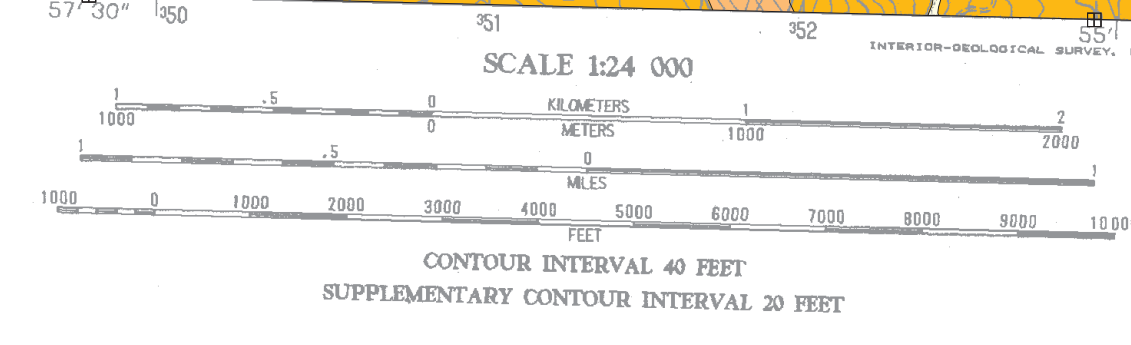 57'30" ³50 ³51 ³52 55'
INTERIOR-GEOLOGICAL SURVEY,
SCALE 1:24 000
1 .5 0 KILOMETERS 1 2
1000 0 METERS 1000 2000
1 .5 0 1
MILES
1000 0 1000 2000 3000 4000 5000 6000 7000 8000 9000 1000
FEET
CONTOUR INTERVAL 40 FEET
SUPPLEMENTARY CONTOUR INTERVAL 20 FEET